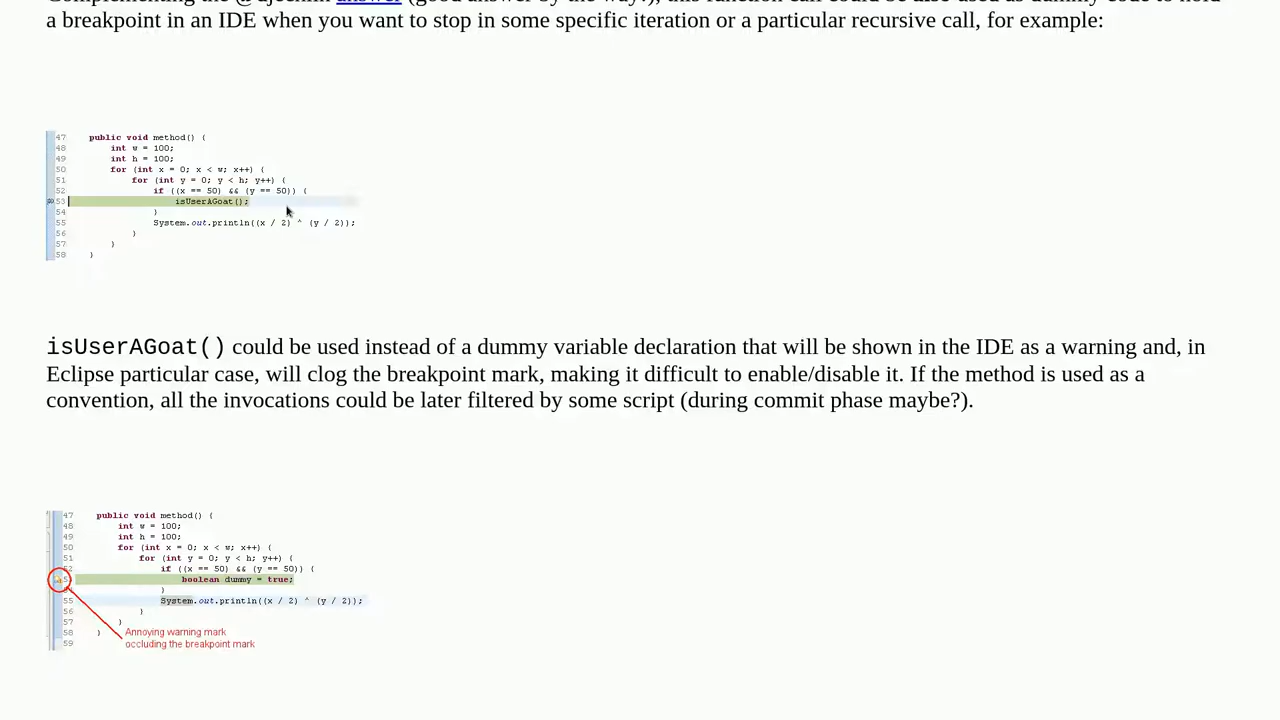 a breakpoint in an IDE when you want to stop in some specific iteration or a particular recursive call, for example:
47 public void method() {
48 int w = 100;
49 int h = 100;
50 for (int x = 0; x < w; x++) {
51 for (int y = 0; y < h; y++) {
52 if ((x == 50) && (y == 50)) {
53 isUserAGoat();
54 }
55 System.out.println((x / 2) ^ (y / 2));
56 }
57 }
58 }
isUserAGoat() could be used instead of a dummy variable declaration that will be shown in the IDE as a warning and, in
Eclipse particular case, will clog the breakpoint mark, making it difficult to enable/disable it. If the method is used as a
convention, all the invocations could be later filtered by some script (during commit phase maybe?).
47 public void method() {
48 int w = 100;
49 int h = 100;
50 for (int x = 0; x < w; x++) {
51 for (int y = 0; y < h; y++) {
52 if ((x == 50) && (y == 50)) {
boolean dummy = true;
}
55 System.out.println((x / 2) ^ (y / 2));
56 }
57 }
58 }
Annoying warning mark
59
occluding the breakpoint mark